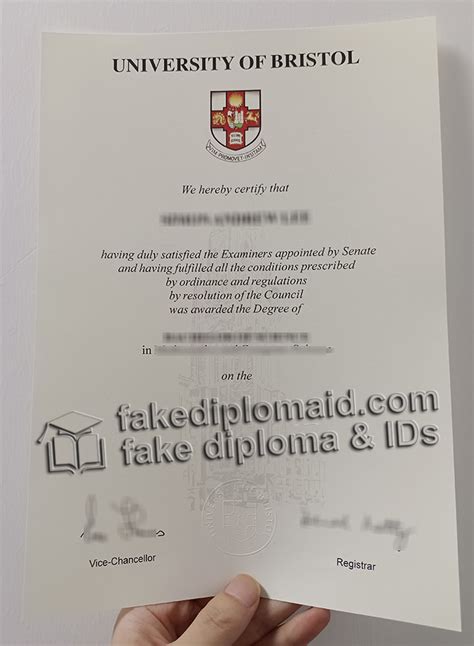 UNIVERSITY OF BRISTOL
VIM PROMOVET INSITAM
We hereby certify that
having duly satisfied the Examiners appointed by Senate
and having fulfilled all the conditions prescribed
by ordinance and regulations
by resolution of the Council
was awarded the Degree of
in
on the
fakediplomaid.com
fake diploma & IDs
Vice-Chancellor
Registrar